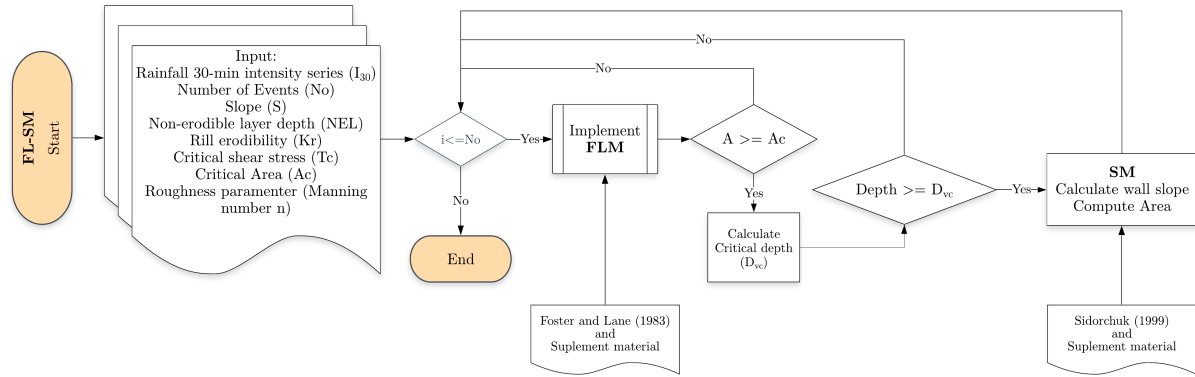 FL-SM
Start
Input:
Rainfall 30-min intensity series (I₃₀)
Number of Events (No)
Slope (S)
Non-erodible layer depth (NEL)
Rill erodibility (Kr)
Critical shear stress (Tc)
Critical Area (Ac)
Roughness paramenter (Manning
number n)
i<=No
Yes
No
End
Implement
FLM
Foster and Lane (1983)
and
Suplement material
A >= Ac
No
Yes
Calculate
Critical depth
(Dᵥ꜀)
Depth >= Dᵥ꜀
No
Yes
SM
Calculate wall slope
Compute Area
Sidorchuk (1999)
and
Suplement material